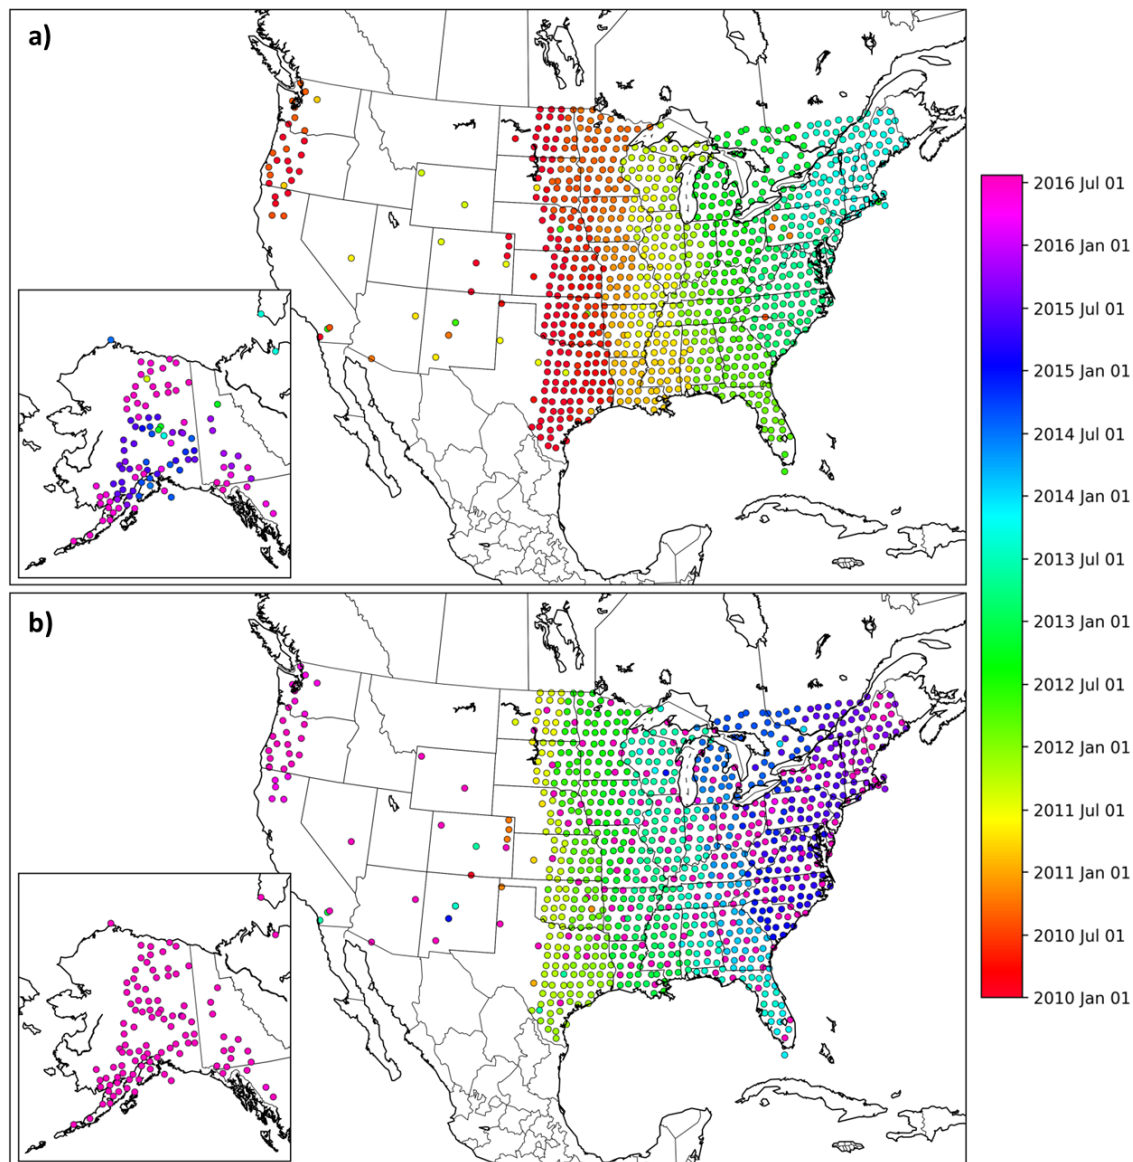 a)
2016 Jul 01
2016 Jan 01
2015 Jul 01
2015 Jan 01
2014 Jul 01
2014 Jan 01
2013 Jul 01
2013 Jan 01
2012 Jul 01
2012 Jan 01
2011 Jul 01
2011 Jan 01
2010 Jul 01
2010 Jan 01
b)